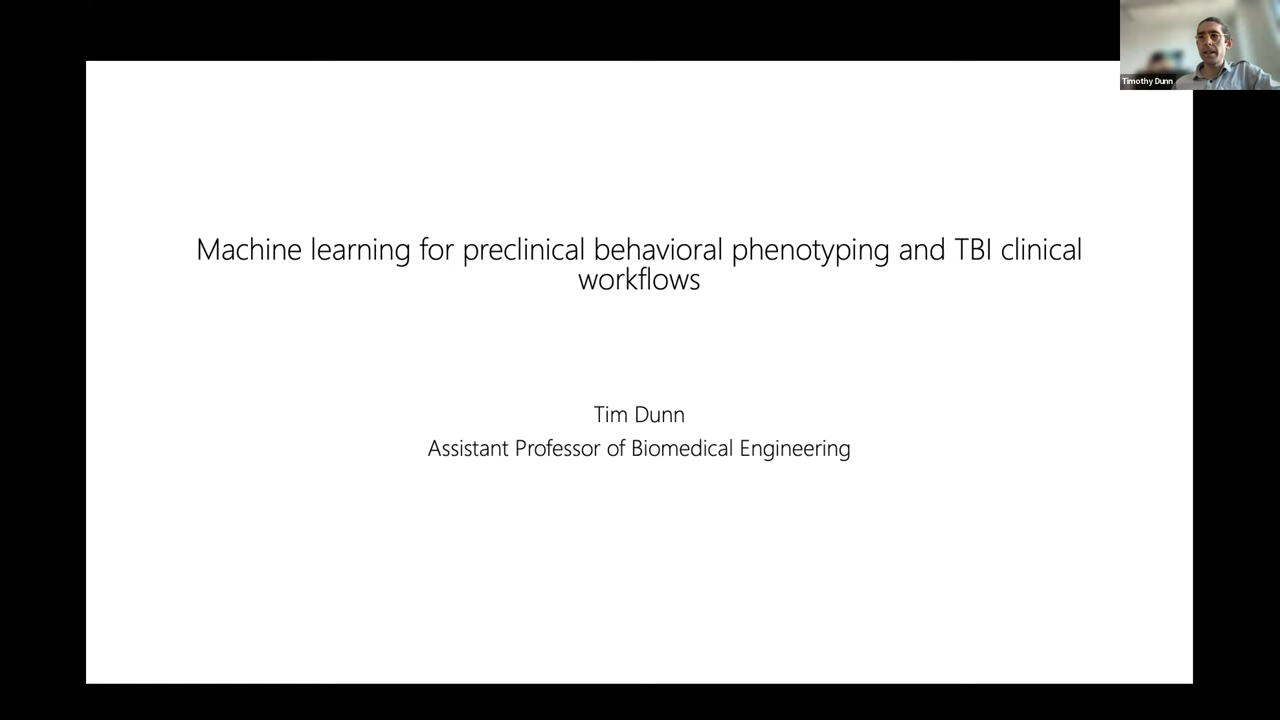 Timothy Dunn
Machine learning for preclinical behavioral phenotyping and TBI clinical
workflows
Tim Dunn
Assistant Professor of Biomedical Engineering